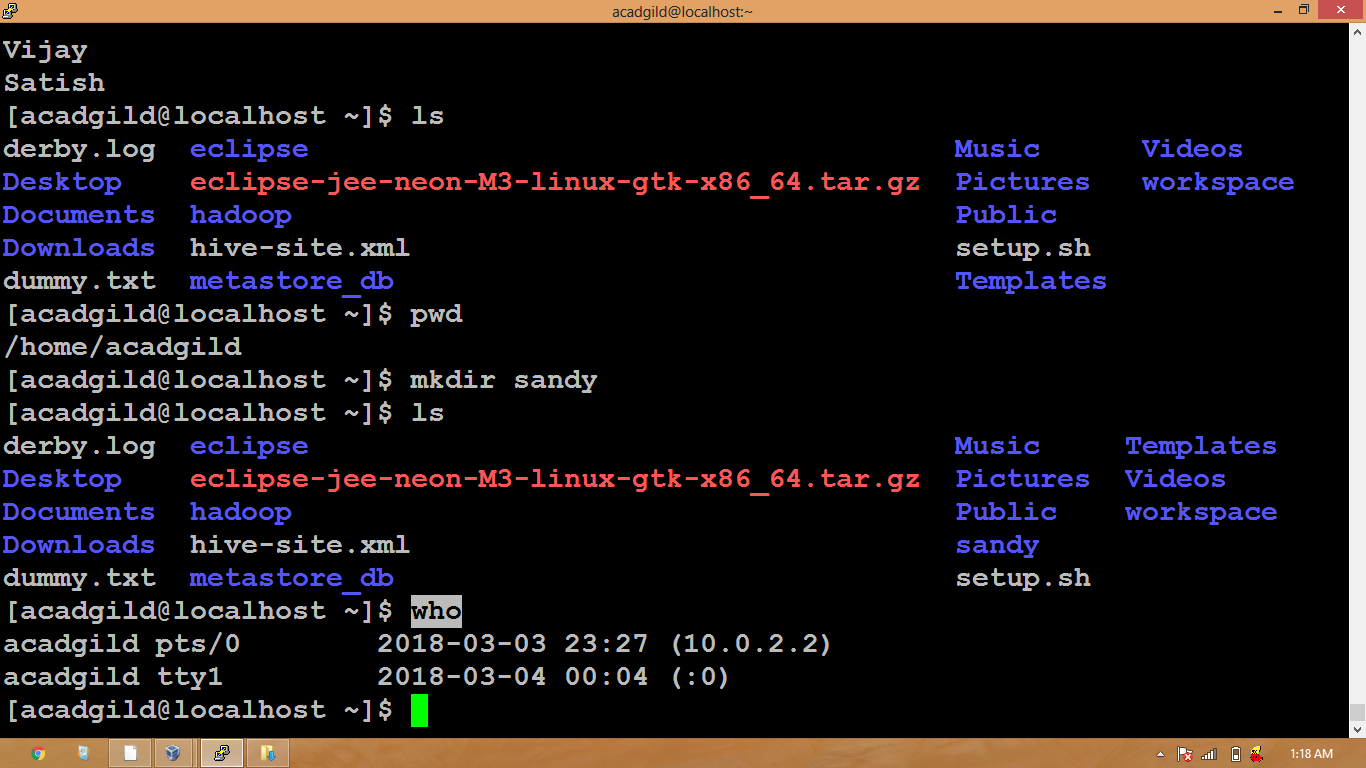 acadgild@localhost:~
Vijay
Satish
[acadgild@localhost ~]$ ls
derby.log eclipse Music Videos
Desktop eclipse-jee-neon-M3-linux-gtk-x86_64.tar.gz Pictures workspace
Documents hadoop Public
Downloads hive-site.xml setup.sh
dummy.txt metastore_db Templates
[acadgild@localhost ~]$ pwd
/home/acadgild
[acadgild@localhost ~]$ mkdir sandy
[acadgild@localhost ~]$ ls
derby.log eclipse Music Templates
Desktop eclipse-jee-neon-M3-linux-gtk-x86_64.tar.gz Pictures Videos
Documents hadoop Public workspace
Downloads hive-site.xml sandy
dummy.txt metastore_db setup.sh
[acadgild@localhost ~]$ who
acadgild pts/0 2018-03-03 23:27 (10.0.2.2)
acadgild tty1 2018-03-04 00:04 (:0)
[acadgild@localhost ~]$
1:18 AM